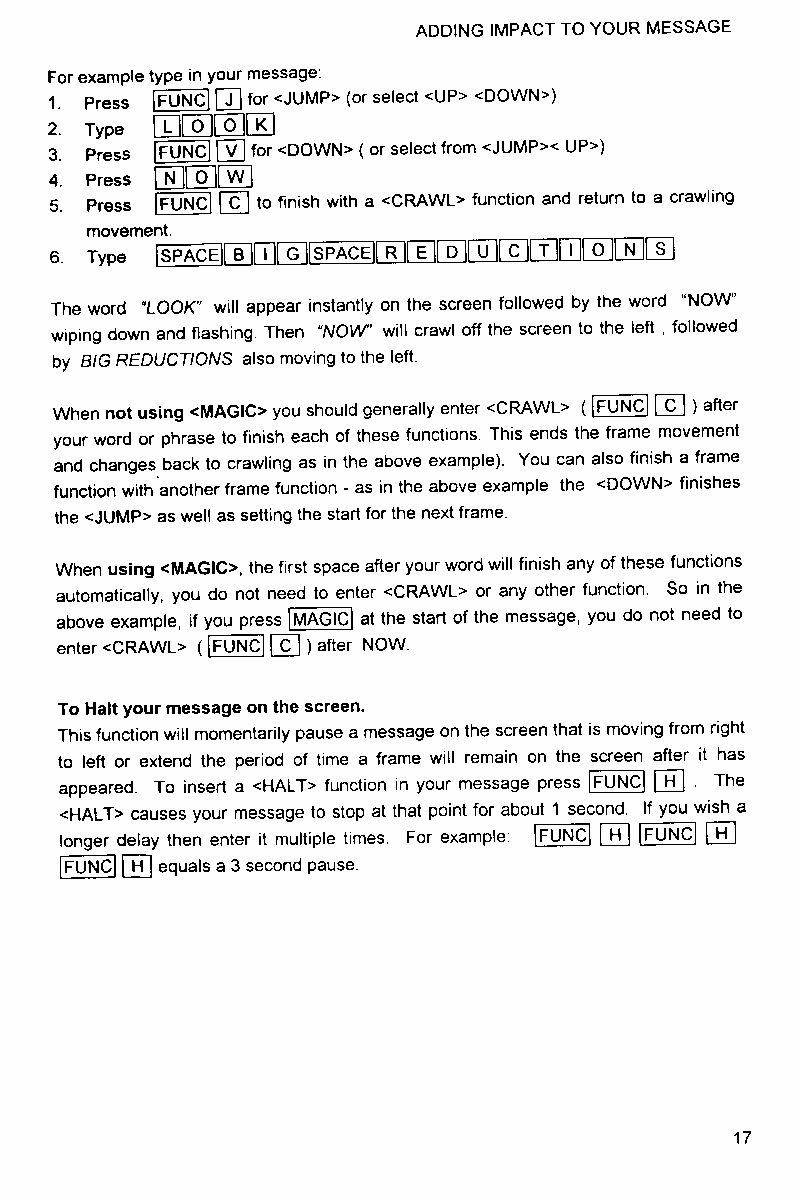 ADDING IMPACT TO YOUR MESSAGE
For example type in your message:
1. Press FUNC J for <JUMP> (or select <UP> <DOWN>)
2. Type L O O K
3. Press FUNC V for <DOWN> ( or select from <JUMP>< UP>)
4. Press N O W
5. Press FUNC C to finish with a <CRAWL> function and return to a crawling
movement.
6. Type SPACE B I G SPACE R E D U C T I O N S
The word "LOOK" will appear instantly on the screen followed by the word "NOW"
wiping down and flashing. Then "NOW" will crawl off the screen to the left , followed
by BIG REDUCTIONS also moving to the left.
When not using <MAGIC> you should generally enter <CRAWL> ( FUNC C ) after
your word or phrase to finish each of these functions. This ends the frame movement
and changes back to crawling as in the above example). You can also finish a frame
function with another frame function - as in the above example the <DOWN> finishes
the <JUMP> as well as setting the start for the next frame.
When using <MAGIC>, the first space after your word will finish any of these functions
automatically, you do not need to enter <CRAWL> or any other function. So in the
above example, if you press MAGIC at the start of the message, you do not need to
enter <CRAWL> ( FUNC C ) after NOW.
To Halt your message on the screen.
This function will momentarily pause a message on the screen that is moving from right
to left or extend the period of time a frame will remain on the screen after it has
appeared. To insert a <HALT> function in your message press FUNC H . The
<HALT> causes your message to stop at that point for about 1 second. If you wish a
longer delay then enter it multiple times. For example: FUNC H FUNC H
FUNC H equals a 3 second pause.
17